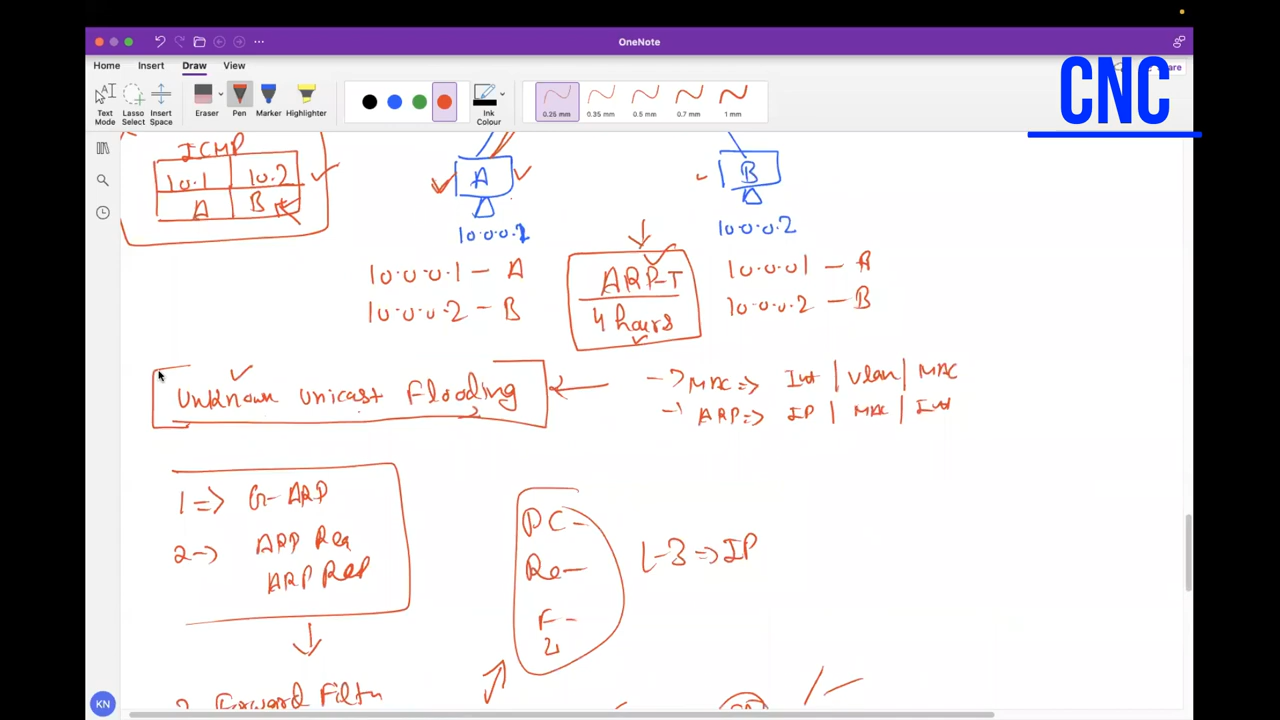 OneNote
Home Insert Draw View
CNC
Text Mode
Lasso Select
Insert Space
Eraser
Pen
Marker
Highlighter
Ink Colour
0.25 mm
0.35 mm
0.5 mm
0.7 mm
1 mm
ICMP
10.1 10.2
A B
A
B
10.0.0.1
10.0.0.2
10.0.0.1 - A
10.0.0.2 - B
ARP-T
4 hours
10.0.0.1 - A
10.0.0.2 - B
Unknown Unicast Flooding
-> MAC => Int | Vlan | MAC
-> ARP => IP | MAC | Int
1 => G-ARP
2 -> ARP Req
ARP Rep
PC -
Ro -
F -
L-3 => IP
2. Forward Filtn
KN